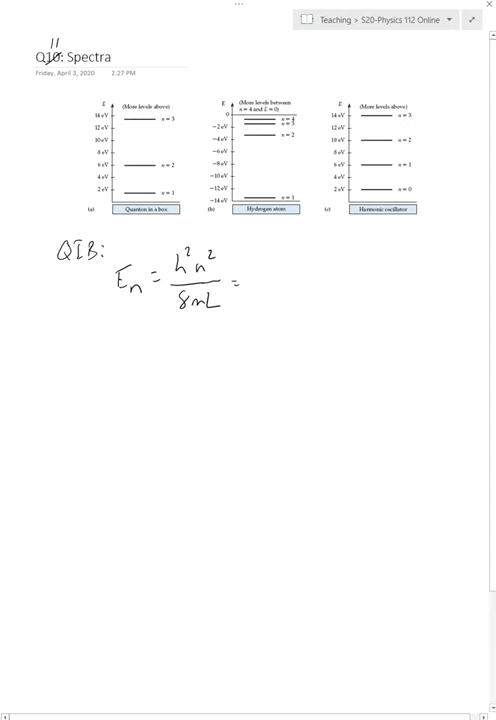 Teaching > S20-Physics 112 Online
11
Q10: Spectra
Friday, April 3, 2020 2:27 PM
E (More levels above)
14 eV n = 3
12 eV
10 eV
8 eV
6 eV n = 2
4 eV
2 eV n = 1
(a) Quanton in a box
E (More levels between
n = 4 and E = 0)
0
n = 4
−2 eV n = 3
−4 eV n = 2
−6 eV
−8 eV
−10 eV
−12 eV
−14 eV n = 1
(b) Hydrogen atom
E (More levels above)
14 eV n = 3
12 eV
10 eV n = 2
8 eV
6 eV n = 1
4 eV
2 eV n = 0
(c) Harmonic oscillator
QIB:
En = h²n² / 8mL =